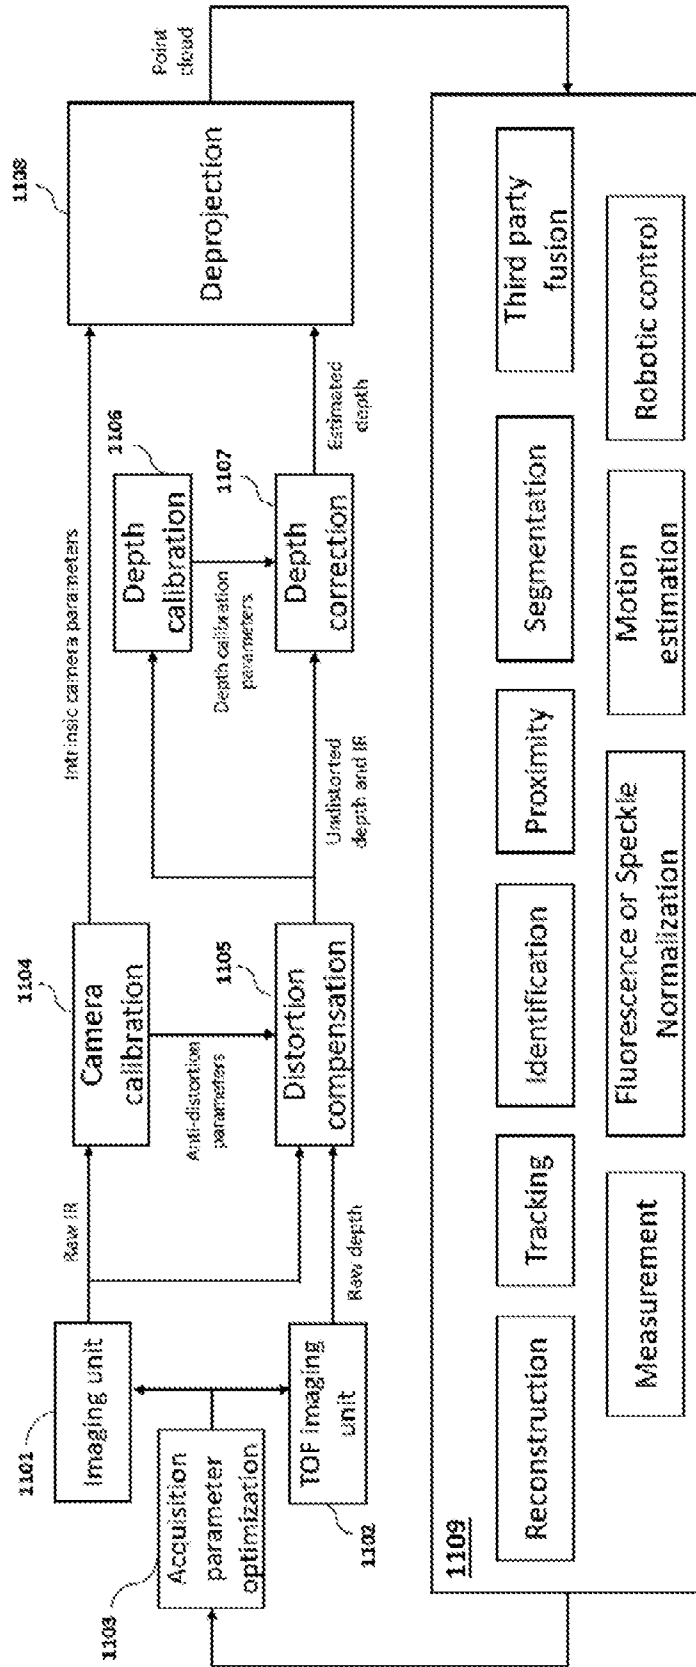 1101
Imaging unit
1103
Acquisition
parameter
optimization
TOF imaging
unit
1102
Raw IR
Raw depth
1104
Camera
calibration
Anti-distortion
parameters
1105
Distortion
compensation
Intrinsic camera parameters
Undistorted
depth and IR
1106
Depth
calibration
Depth calibration
parameters
1107
Depth
correction
Estimated
depth
1108
Deprojection
Point
cloud
1109
Reconstruction
Tracking
Identification
Proximity
Segmentation
Third party
fusion
Measurement
Fluorescence or Speckle
Normalization
Motion
estimation
Robotic control